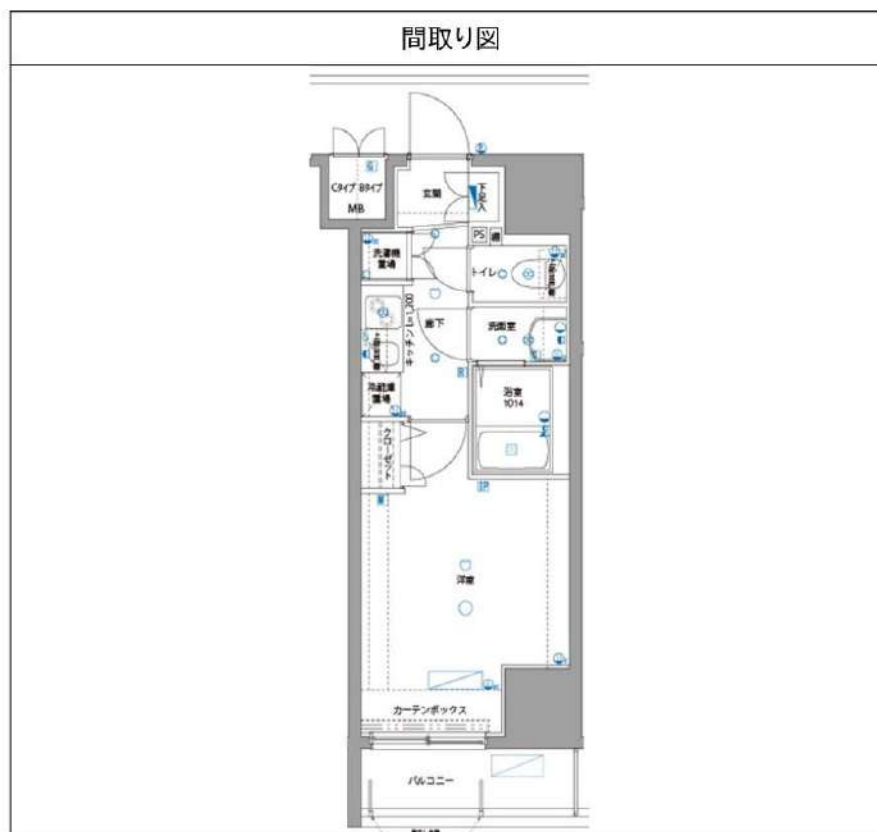 間取り図
Cタイプ Bタイプ
MB
玄関
下足入
PS
洗濯機
置場
トイレ
キッチン L=1,200
廊下
洗面室
冷蔵庫
置場
浴室
1014
クローゼット
洋室
カーテンボックス
バルコニー